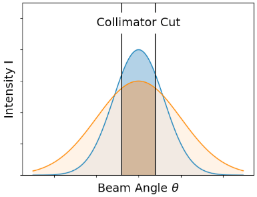 Collimator Cut
Intensity I
Beam Angle θ